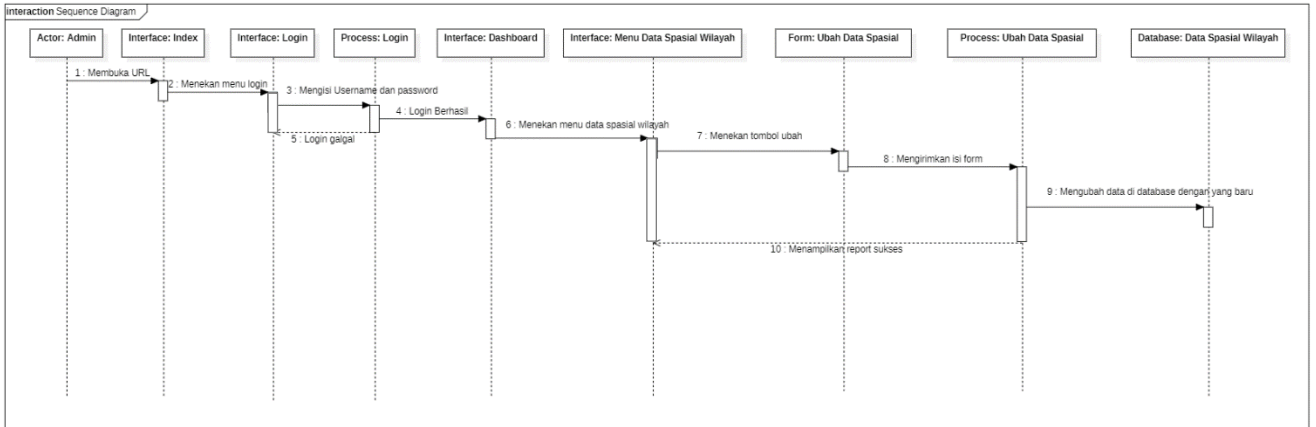 interaction Sequence Diagram
Actor: Admin
Interface: Index
Interface: Login
Process: Login
Interface: Dashboard
Interface: Menu Data Spasial Wilayah
Form: Ubah Data Spasial
Process: Ubah Data Spasial
Database: Data Spasial Wilayah
1 : Membuka URL
2 : Menekan menu login
3 : Mengisi Username dan password
4 : Login Berhasil
5 : Login galgal
6 : Menekan menu data spasial wilayah
7 : Menekan tombol ubah
8 : Mengirimkan isi form
9 : Mengubah data di database dengan yang baru
10 : Menampilkan report sukses